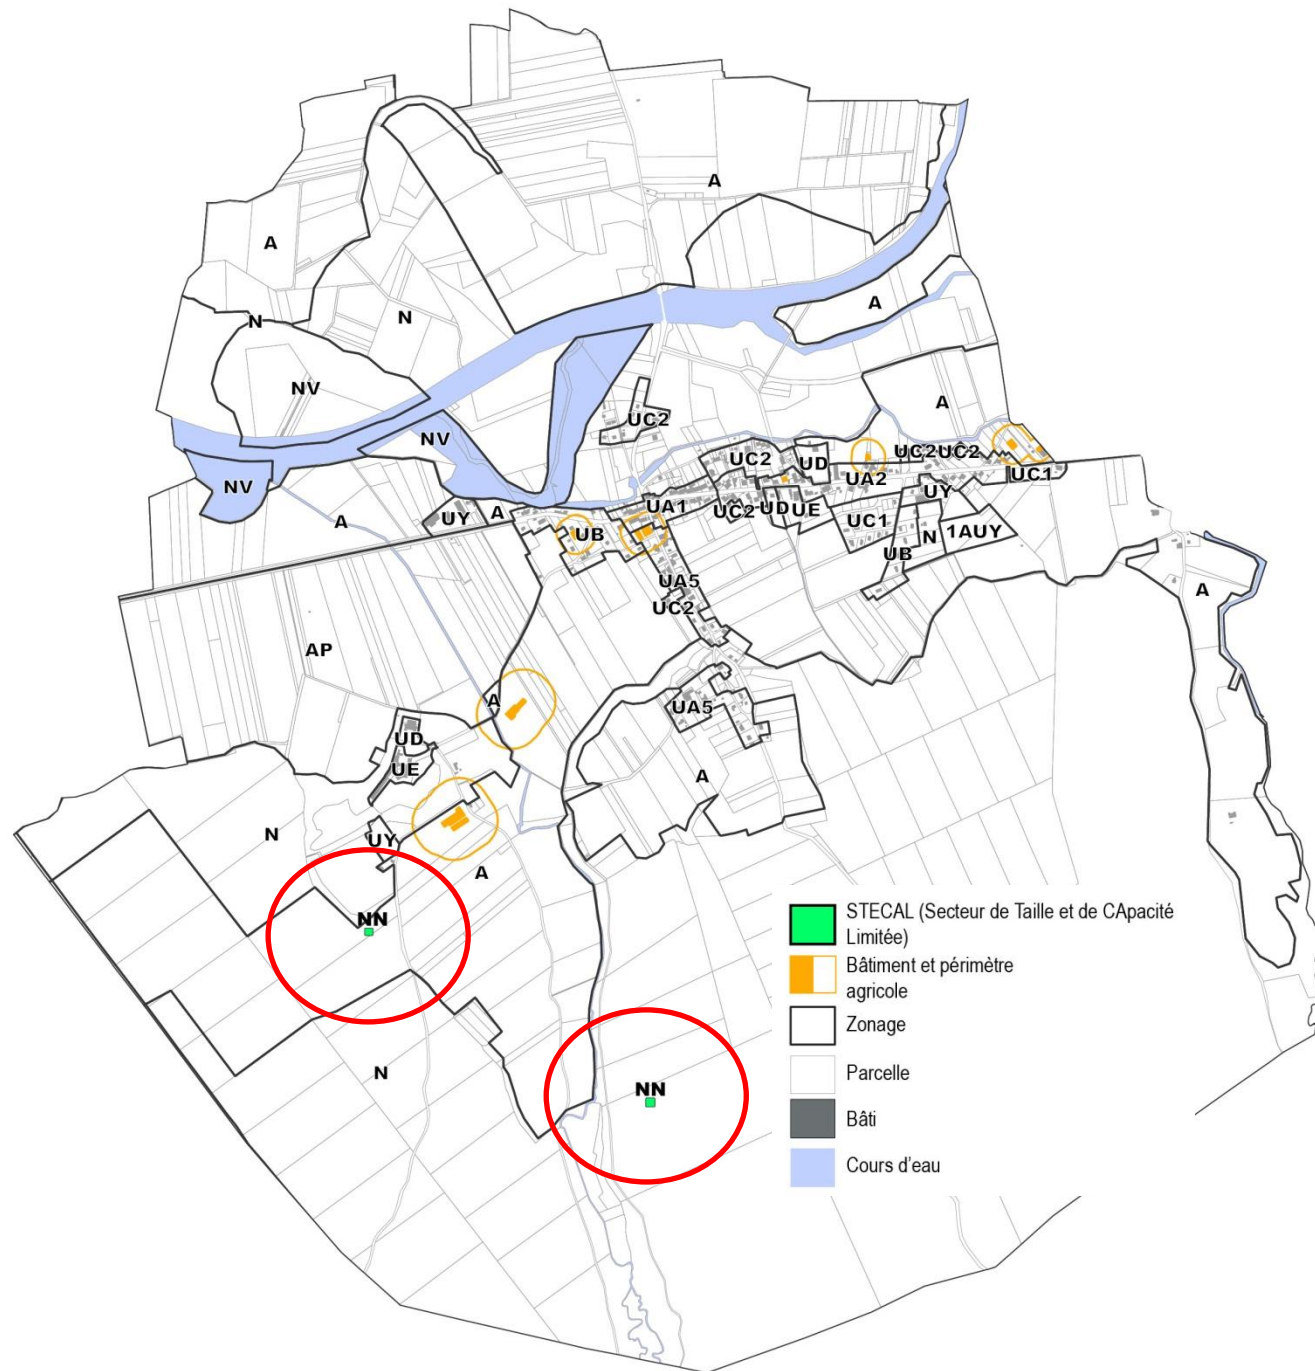 A
A
A
N
N
NV
A
UC2
NV
UC2
UD
UC2
UC2
UA2
UC1
NV
UY
A
UA1
UC2
UD
UE
UY
A
UB
UC1
N
1AUY
UB
UA5
UC2
A
AP
A
UA5
UD
UE
A
N
UY
A
NN
N
NN
STECAL (Secteur de Taille et de CApacité
Limitée)
Bâtiment et périmètre
agricole
Zonage
Parcelle
Bâti
Cours d'eau